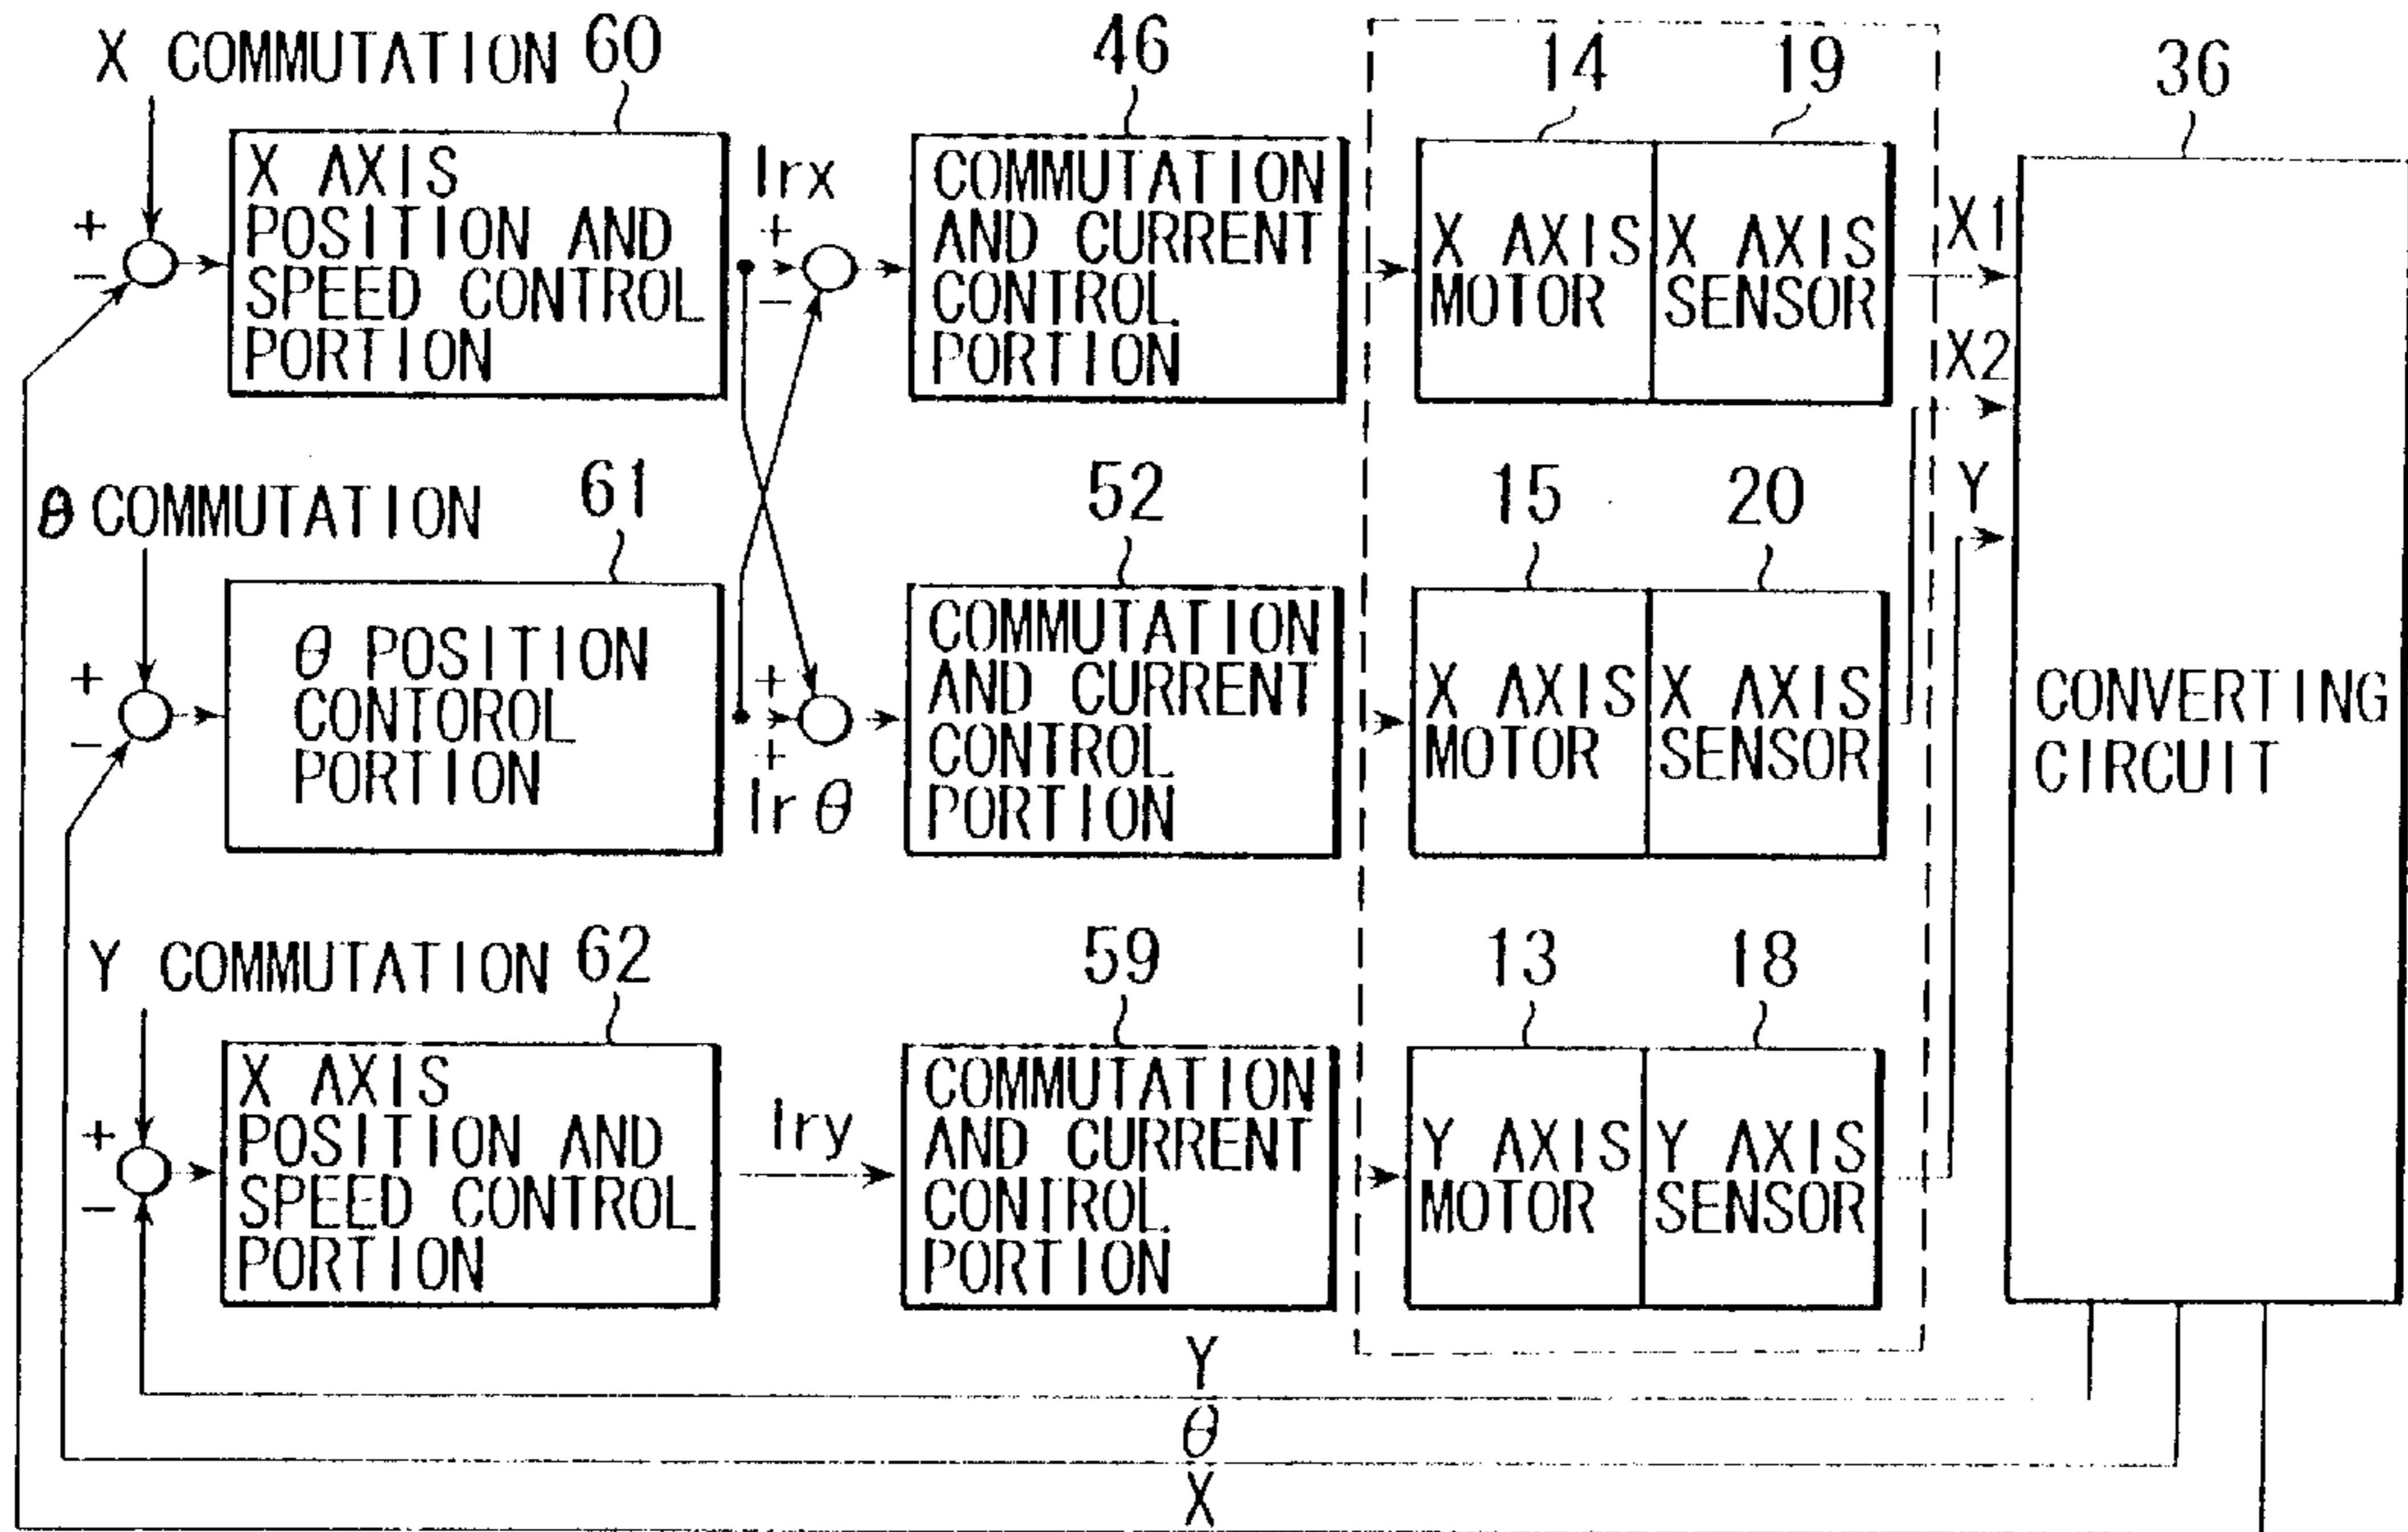 X COMMUTATION 60
46
14
19
36
X AXIS
POSITION AND
SPEED CONTROL
PORTION
+
-
Irx
+
-
COMMUTATION
AND CURRENT
CONTROL
PORTION
X AXIS
MOTOR
X AXIS
SENSOR
X1
X2
Y
θ COMMUTATION
61
52
15
20
+
-
θ POSITION
CONTOROL
PORTION
+
+
Ir θ
COMMUTATION
AND CURRENT
CONTROL
PORTION
X AXIS
MOTOR
X AXIS
SENSOR
CONVERTING
CIRCUIT
Y COMMUTATION 62
59
13
18
+
-
X AXIS
POSITION AND
SPEED CONTROL
PORTION
Iry
COMMUTATION
AND CURRENT
CONTROL
PORTION
Y AXIS
MOTOR
Y AXIS
SENSOR
Y
θ
X